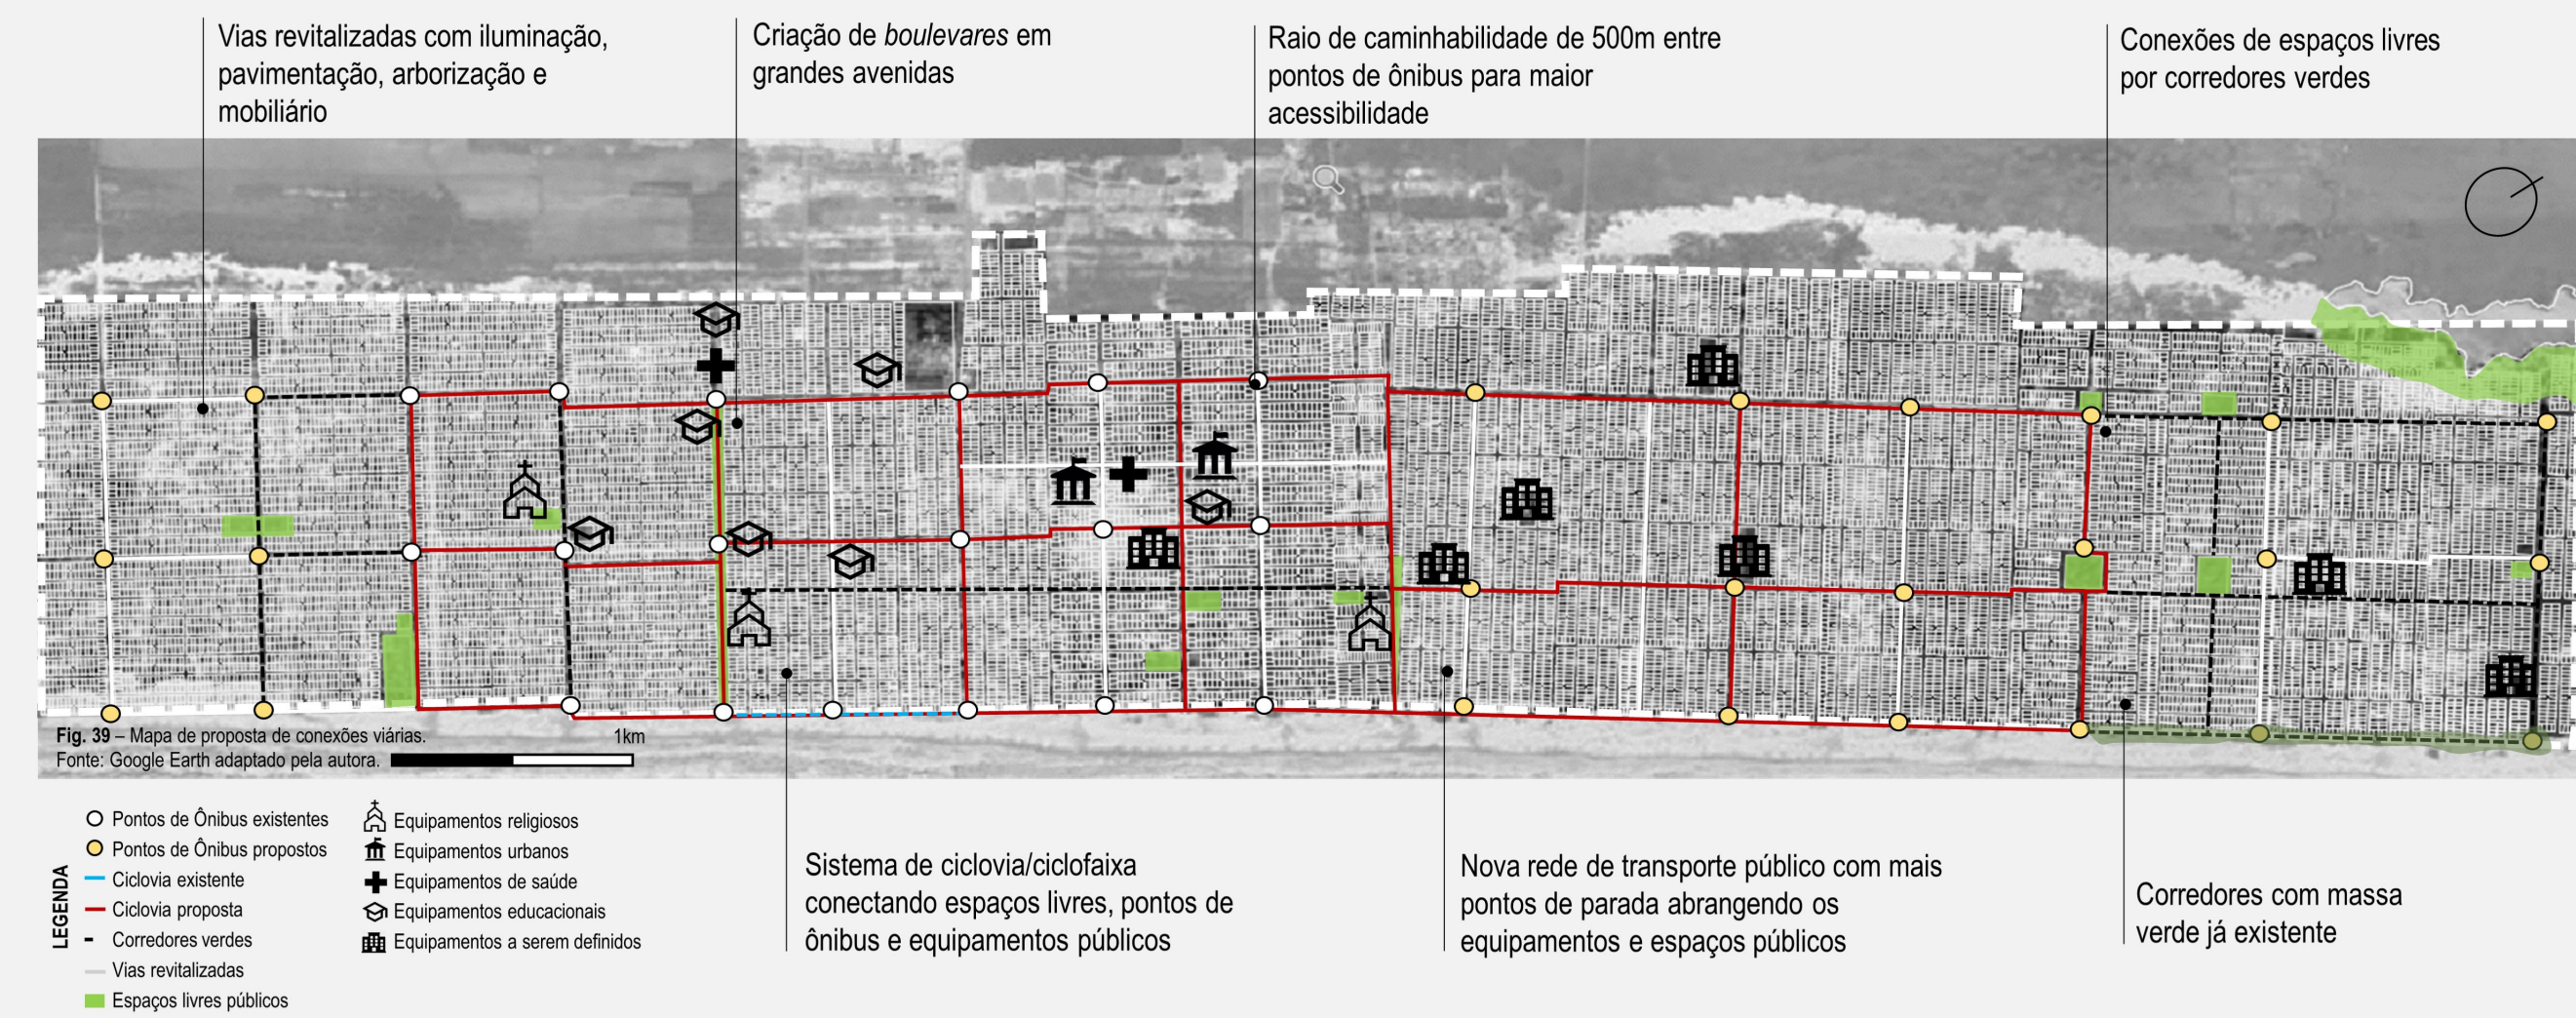 Vias revitalizadas com iluminação,
pavimentação, arborização e
mobiliário
Criação de boulevares em
grandes avenidas
Raio de caminhabilidade de 500m entre
pontos de ônibus para maior
acessibilidade
Conexões de espaços livres
por corredores verdes
Fig. 39 – Mapa de proposta de conexões viárias.
Fonte: Google Earth adaptado pela autora.
1km
LEGENDA
Pontos de Ônibus existentes
Pontos de Ônibus propostos
Ciclovia existente
Ciclovia proposta
Corredores verdes
Vias revitalizadas
Espaços livres públicos
Equipamentos religiosos
Equipamentos urbanos
Equipamentos de saúde
Equipamentos educacionais
Equipamentos a serem definidos
Sistema de ciclovia/ciclofaixa
conectando espaços livres, pontos de
ônibus e equipamentos públicos
Nova rede de transporte público com mais
pontos de parada abrangendo os
equipamentos e espaços públicos
Corredores com massa
verde já existente